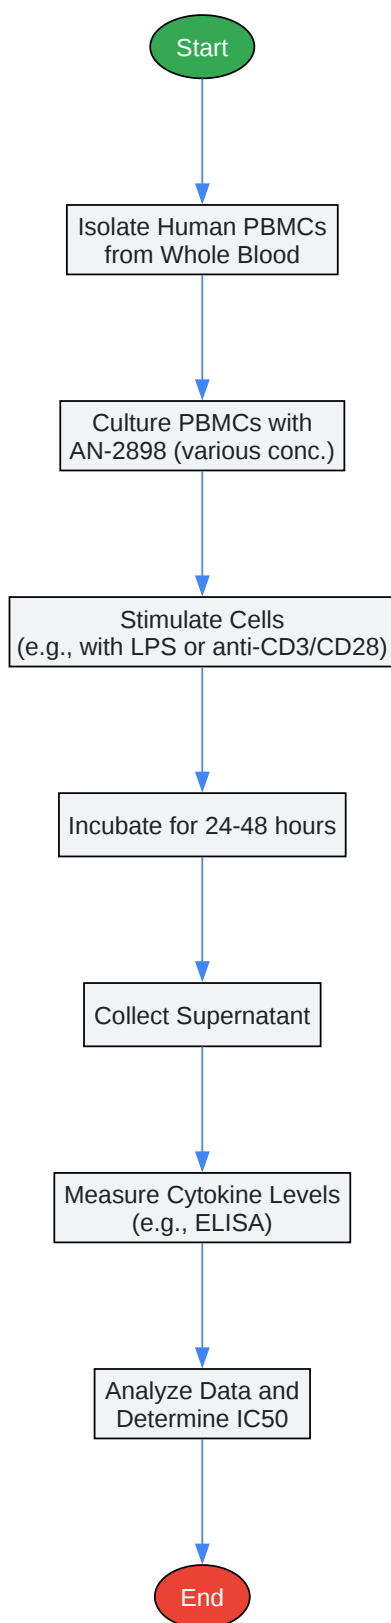 Start
Isolate Human PBMCs
from Whole Blood
Culture PBMCs with
AN-2898 (various conc.)
Stimulate Cells
(e.g., with LPS or anti-CD3/CD28)
Incubate for 24-48 hours
Collect Supernatant
Measure Cytokine Levels
(e.g., ELISA)
Analyze Data and
Determine IC50
End